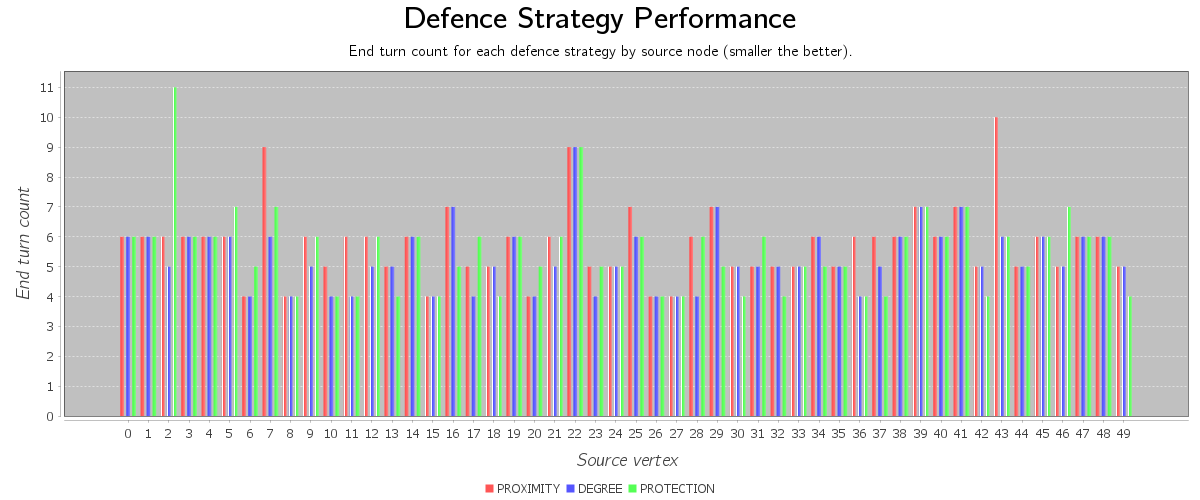 Defence Strategy Performance
End turn count for each defence strategy by source node (smaller the better).
11
10
9
8
7
6
5
4
3
2
1
0
End turn count
0 1 2 3 4 5 6 7 8 9 10 11 12 13 14 15 16 17 18 19 20 21 22 23 24 25 26 27 28 29 30 31 32 33 34 35 36 37 38 39 40 41 42 43 44 45 46 47 48 49
Source vertex
PROXIMITY DEGREE PROTECTION